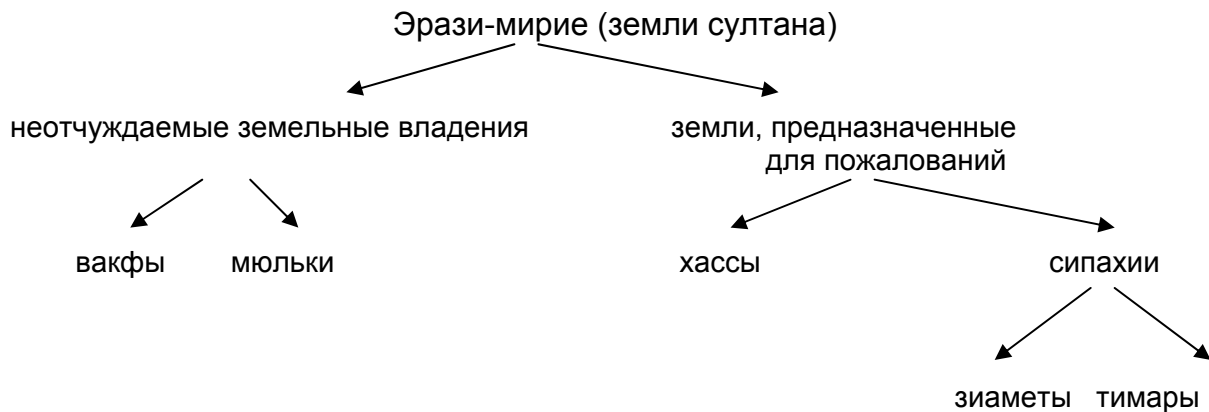 Эрази-мирие (земли султана)
неотчуждаемые земельные владения
земли, предназначенные
для пожалований
вакфы
мюльки
хассы
сипахии
зиаметы
тимары